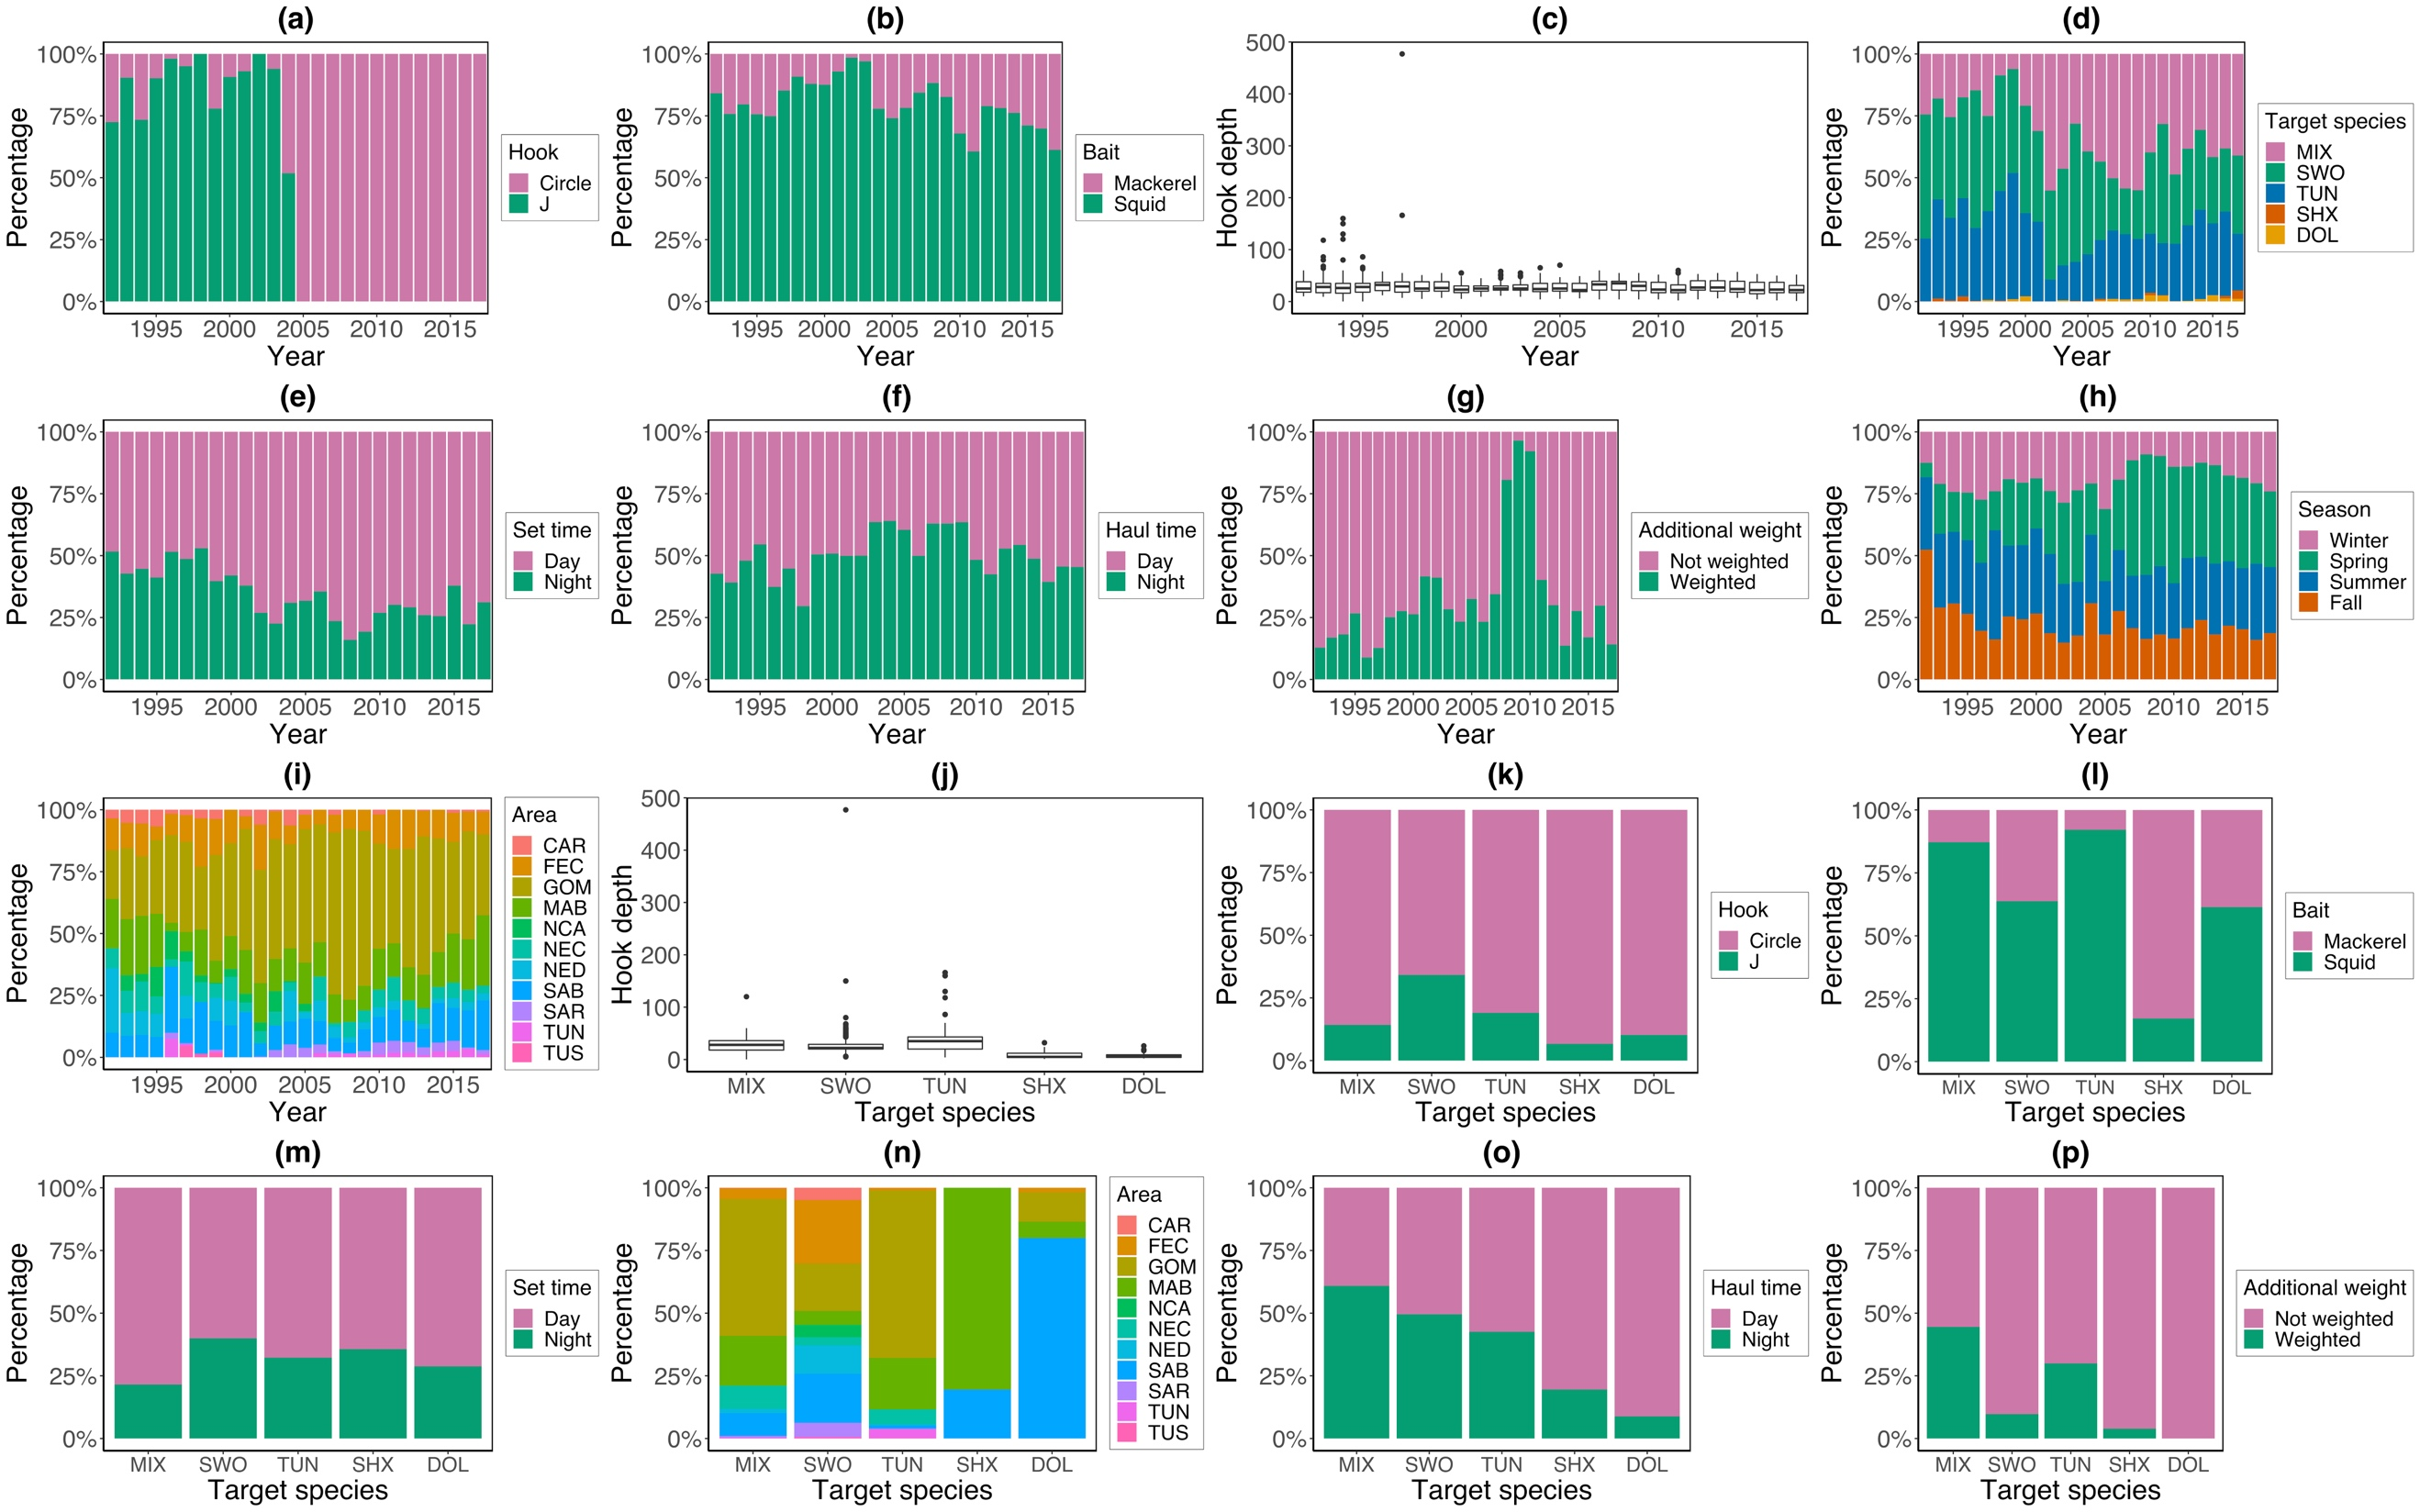 (a)
100%
75%
50%
25%
0%
Percentage
1995 2000 2005 2010 2015
Year
Hook
Circle
J
(b)
100%
75%
50%
25%
0%
Percentage
1995 2000 2005 2010 2015
Year
Bait
Mackerel
Squid
(c)
500
400
300
200
100
0
Hook depth
1995 2000 2005 2010 2015
Year
(d)
100%
75%
50%
25%
0%
Percentage
1995 2000 2005 2010 2015
Year
Target species
MIX
SWO
TUN
SHX
DOL
(e)
100%
75%
50%
25%
0%
Percentage
1995 2000 2005 2010 2015
Year
Set time
Day
Night
(f)
100%
75%
50%
25%
0%
Percentage
1995 2000 2005 2010 2015
Year
Haul time
Day
Night
(g)
100%
75%
50%
25%
0%
Percentage
1995 2000 2005 2010 2015
Year
Additional weight
Not weighted
Weighted
(h)
100%
75%
50%
25%
0%
Percentage
1995 2000 2005 2010 2015
Year
Season
Winter
Spring
Summer
Fall
(i)
100%
75%
50%
25%
0%
Percentage
1995 2000 2005 2010 2015
Year
Area
CAR
FEC
GOM
MAB
NCA
NEC
NED
SAB
SAR
TUN
TUS
(j)
500
400
300
200
100
0
Hook depth
MIX SWO TUN SHX DOL
Target species
(k)
100%
75%
50%
25%
0%
Percentage
MIX SWO TUN SHX DOL
Target species
Hook
Circle
J
(l)
100%
75%
50%
25%
0%
Percentage
MIX SWO TUN SHX DOL
Target species
Bait
Mackerel
Squid
(m)
100%
75%
50%
25%
0%
Percentage
MIX SWO TUN SHX DOL
Target species
Set time
Day
Night
(n)
100%
75%
50%
25%
0%
Percentage
MIX SWO TUN SHX DOL
Target species
Area
CAR
FEC
GOM
MAB
NCA
NEC
NED
SAB
SAR
TUN
TUS
(o)
100%
75%
50%
25%
0%
Percentage
MIX SWO TUN SHX DOL
Target species
Haul time
Day
Night
(p)
100%
75%
50%
25%
0%
Percentage
MIX SWO TUN SHX DOL
Target species
Additional weight
Not weighted
Weighted